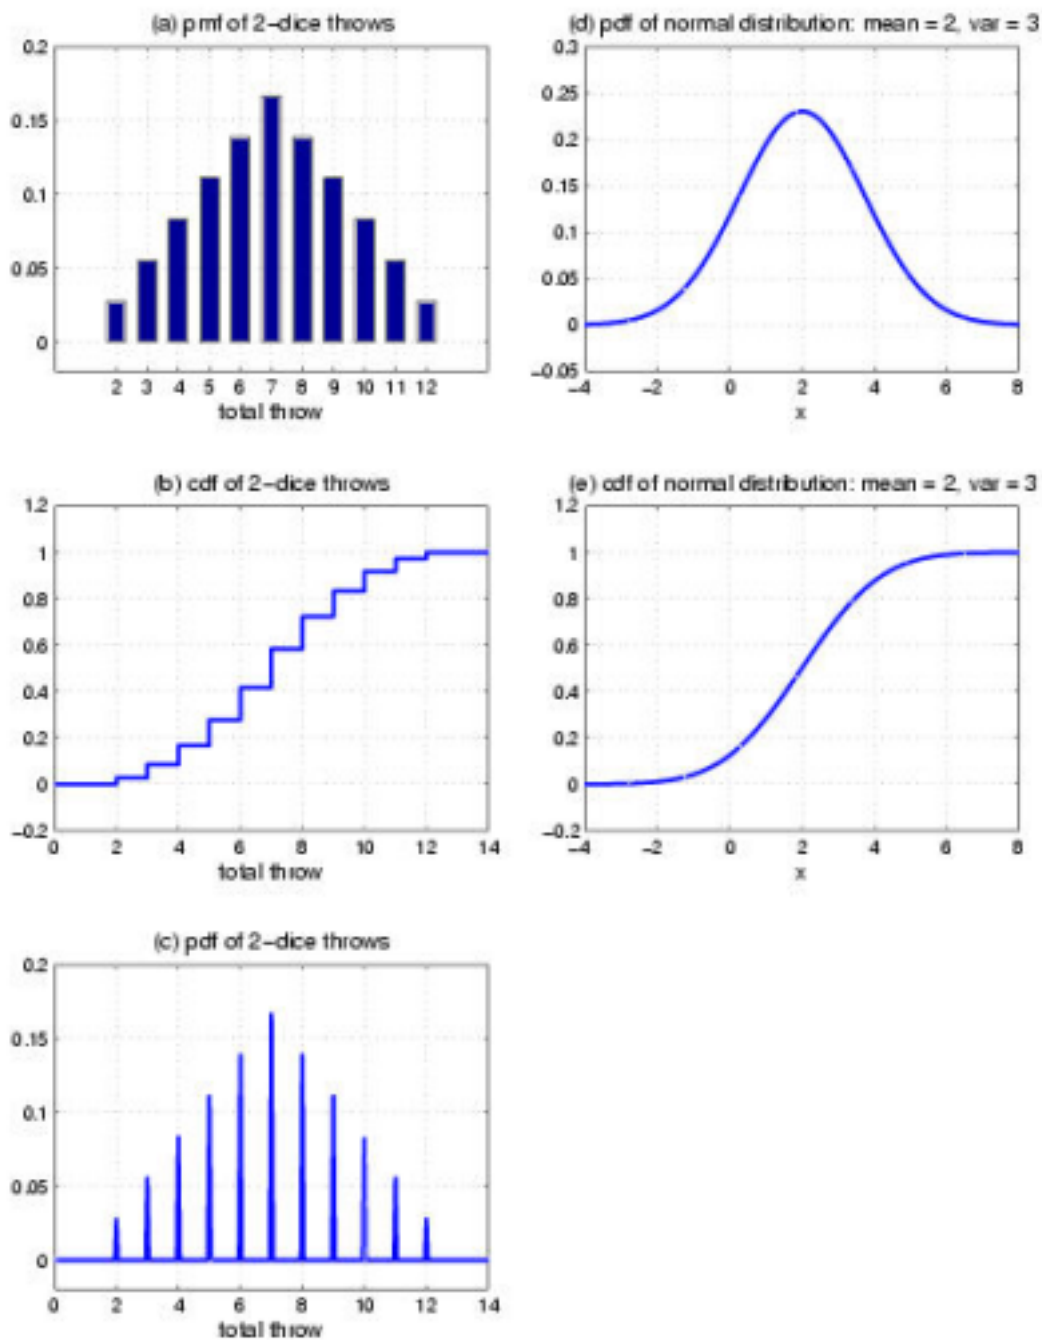 (a) pmf of 2-dice throws
0.2
0.15
0.1
0.05
0
2 3 4 5 6 7 8 9 10 11 12
total throw
(d) pdf of normal distribution: mean = 2, var = 3
0.3
0.25
0.2
0.15
0.1
0.05
0
-0.05
-4 -2 0 2 4 6 8
x
(b) cdf of 2-dice throws
1.2
1
0.8
0.6
0.4
0.2
0
-0.2
0 2 4 6 8 10 12 14
total throw
(e) cdf of normal distribution: mean = 2, var = 3
1.2
1
0.8
0.6
0.4
0.2
0
-0.2
-4 -2 0 2 4 6 8
x
(c) pdf of 2-dice throws
0.2
0.15
0.1
0.05
0
0 2 4 6 8 10 12 14
total throw